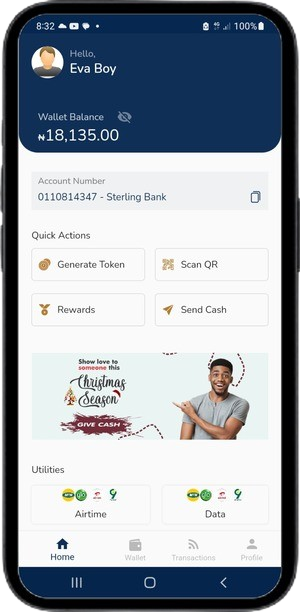 8:32 100%
Hello,
Eva Boy
Wallet Balance
₦18,135.00
Account Number
0110814347 - Sterling Bank
Quick Actions
Generate Token Scan QR
Rewards Send Cash
Show love to
someone this
Christmas
Season
GIVE CASH
Utilities
Airtime Data
Home Wallet Transactions Profile